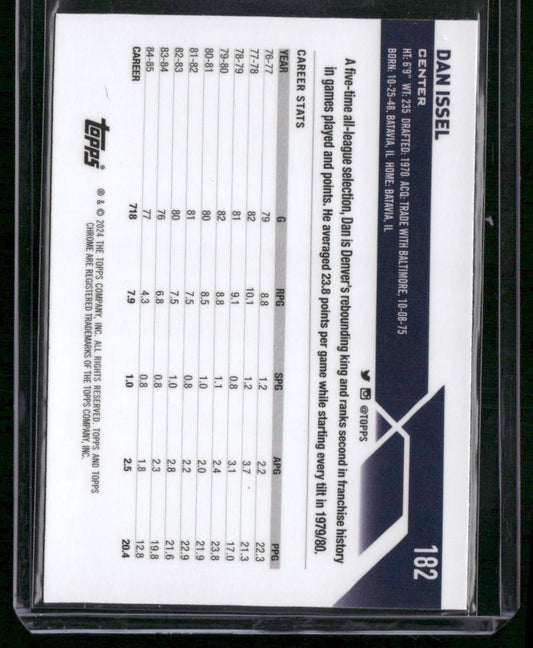 182
DAN ISSEL
CENTER
HT: 6'9" WT: 235 DRAFTED: 1970 ACQ: TRADE WITH BALTIMORE, 10-08-75
BORN: 10-25-48, BATAVIA, IL HOME: BATAVIA, IL
@TOPPS
A five-time all-league selection, Dan is Denver's rebounding king and ranks second in franchise history
in games played and points. He averaged 23.8 points per game while starting every tilt in 1979/80.
CAREER STATS
YEAR G RPG SPG APG PPG
76-77 79 8.8 1.2 2.2 22.3
77-78 82 10.1 1.2 3.7 21.3
78-79 81 9.1 0.8 3.1 17.0
79-80 82 8.8 1.1 2.4 23.8
80-81 80 8.5 1.0 2.0 21.9
81-82 81 7.5 0.8 2.2 22.9
82-83 80 7.5 1.0 2.8 21.6
83-84 76 6.8 0.8 2.3 19.8
84-85 77 4.3 0.8 1.8 12.8
CAREER 718 7.9 1.0 2.5 20.4
topps®
® & © 2024 THE TOPPS COMPANY, INC. ALL RIGHTS RESERVED. TOPPS AND TOPPS
CHROME ARE REGISTERED TRADEMARKS OF THE TOPPS COMPANY, INC.